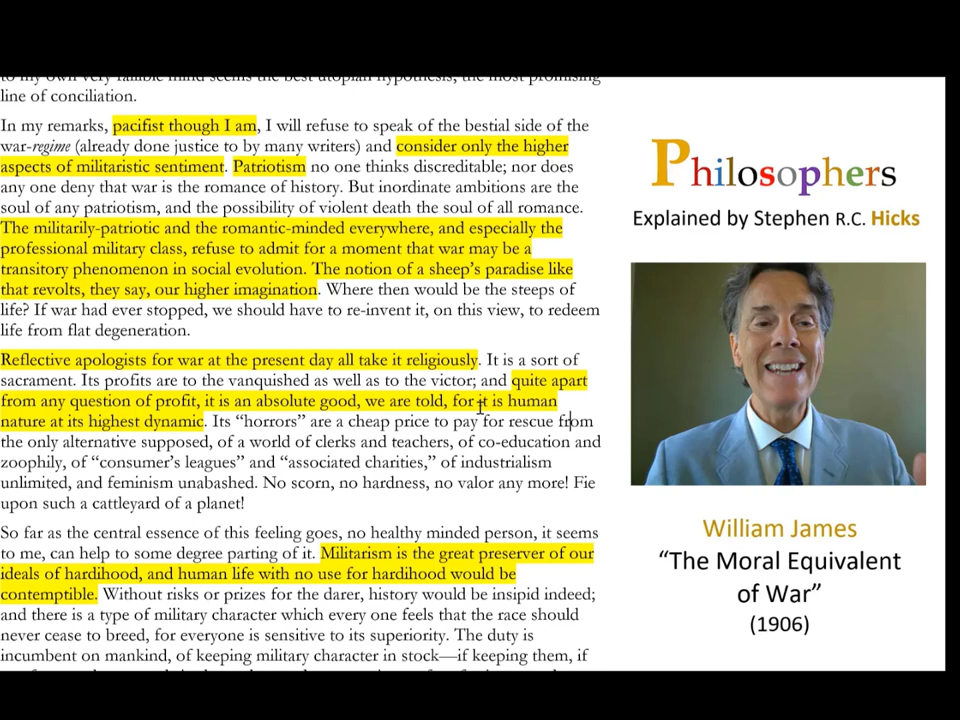 to my own very fallible mind seems the best utopian hypothesis, the most promising
line of conciliation.
In my remarks, pacifist though I am, I will refuse to speak of the bestial side of the
war-regime (already done justice to by many writers) and consider only the higher
aspects of militaristic sentiment. Patriotism no one thinks discreditable; nor does
any one deny that war is the romance of history. But inordinate ambitions are the
soul of any patriotism, and the possibility of violent death the soul of all romance.
The militarily-patriotic and the romantic-minded everywhere, and especially the
professional military class, refuse to admit for a moment that war may be a
transitory phenomenon in social evolution. The notion of a sheep's paradise like
that revolts, they say, our higher imagination. Where then would be the steeps of
life? If war had ever stopped, we should have to re-invent it, on this view, to redeem
life from flat degeneration.
Reflective apologists for war at the present day all take it religiously. It is a sort of
sacrament. Its profits are to the vanquished as well as to the victor; and quite apart
from any question of profit, it is an absolute good, we are told, for it is human
nature at its highest dynamic. Its “horrors” are a cheap price to pay for rescue from
the only alternative supposed, of a world of clerks and teachers, of co-education and
zoophily, of “consumer's leagues” and “associated charities,” of industrialism
unlimited, and feminism unabashed. No scorn, no hardness, no valor any more! Fie
upon such a cattleyard of a planet!
So far as the central essence of this feeling goes, no healthy minded person, it seems
to me, can help to some degree parting of it. Militarism is the great preserver of our
ideals of hardihood, and human life with no use for hardihood would be
contemptible. Without risks or prizes for the darer, history would be insipid indeed;
and there is a type of military character which every one feels that the race should
never cease to breed, for everyone is sensitive to its superiority. The duty is
incumbent on mankind, of keeping military character in stock—if keeping them, if
Philosophers
Explained by Stephen R.C. Hicks
William James
“The Moral Equivalent
of War”
(1906)